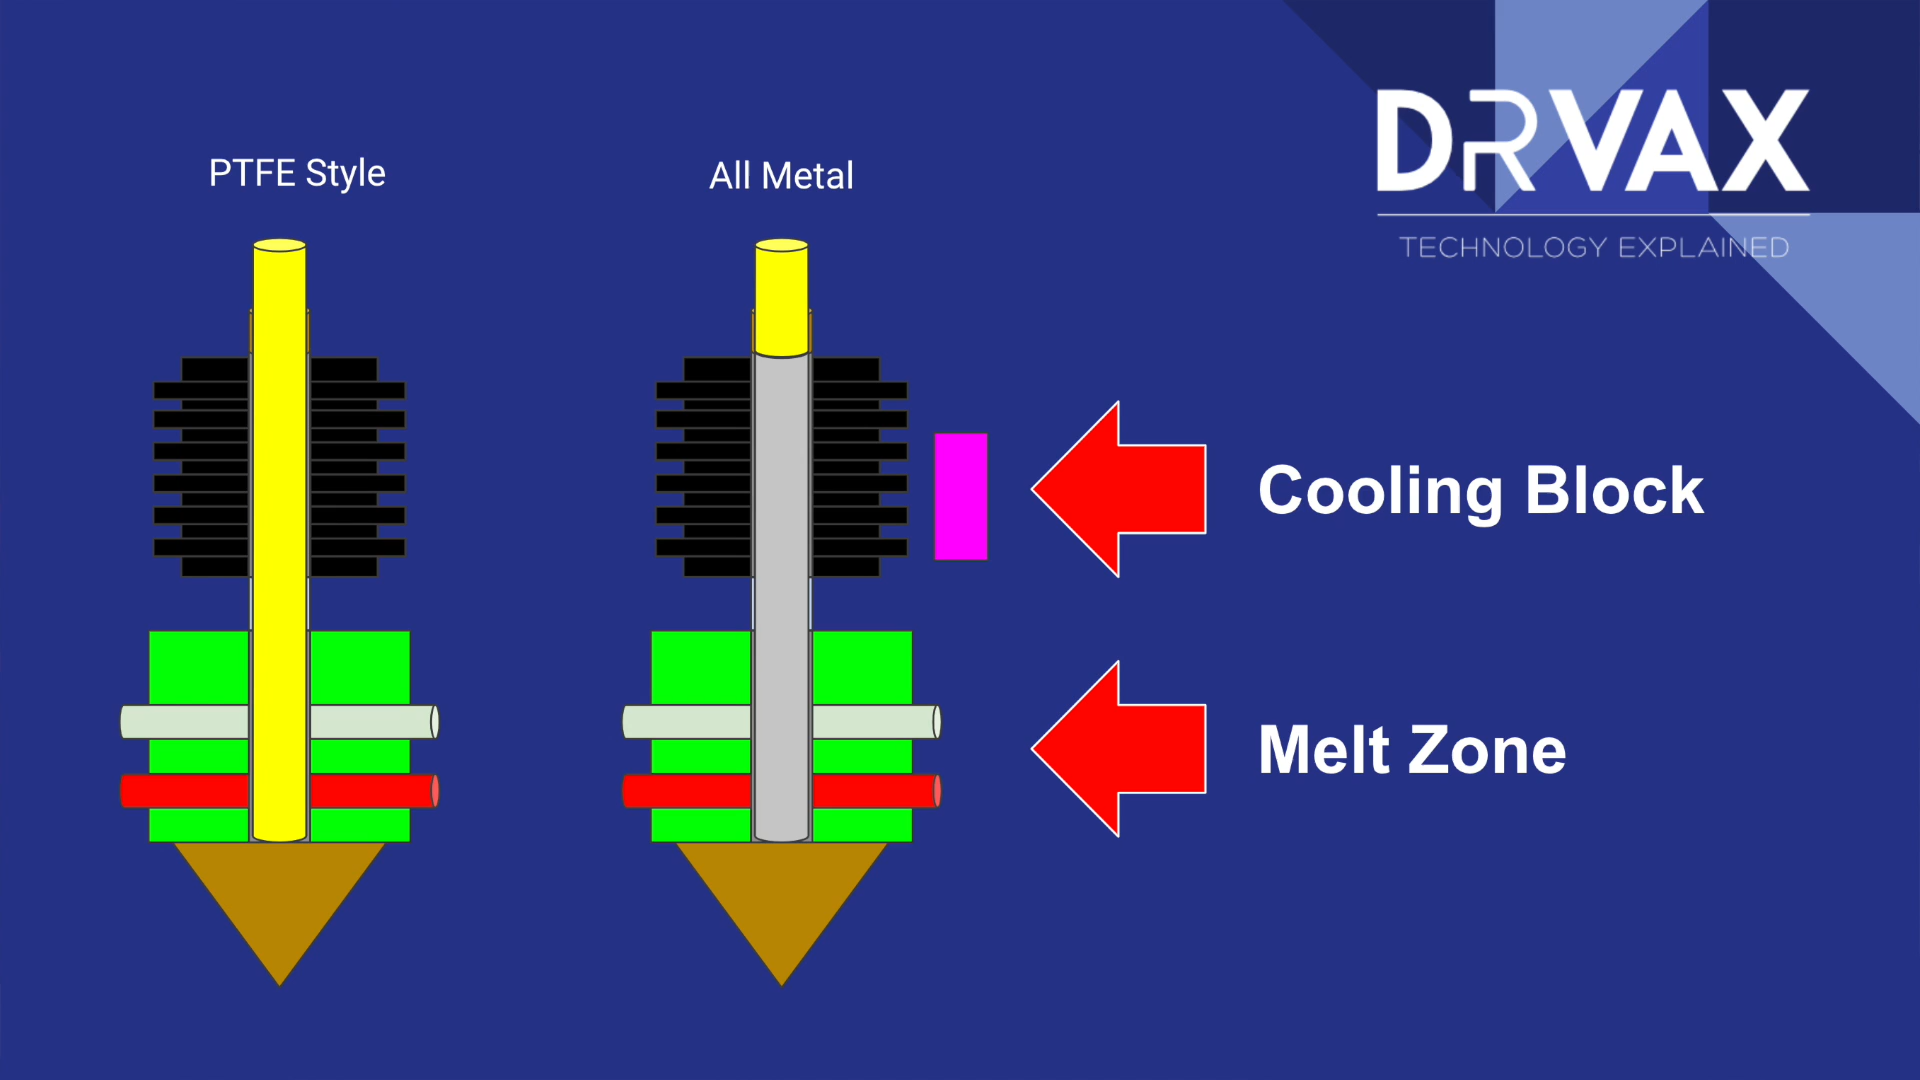 DRVAX
TECHNOLOGY EXPLAINED
PTFE Style
All Metal
Cooling Block
Melt Zone